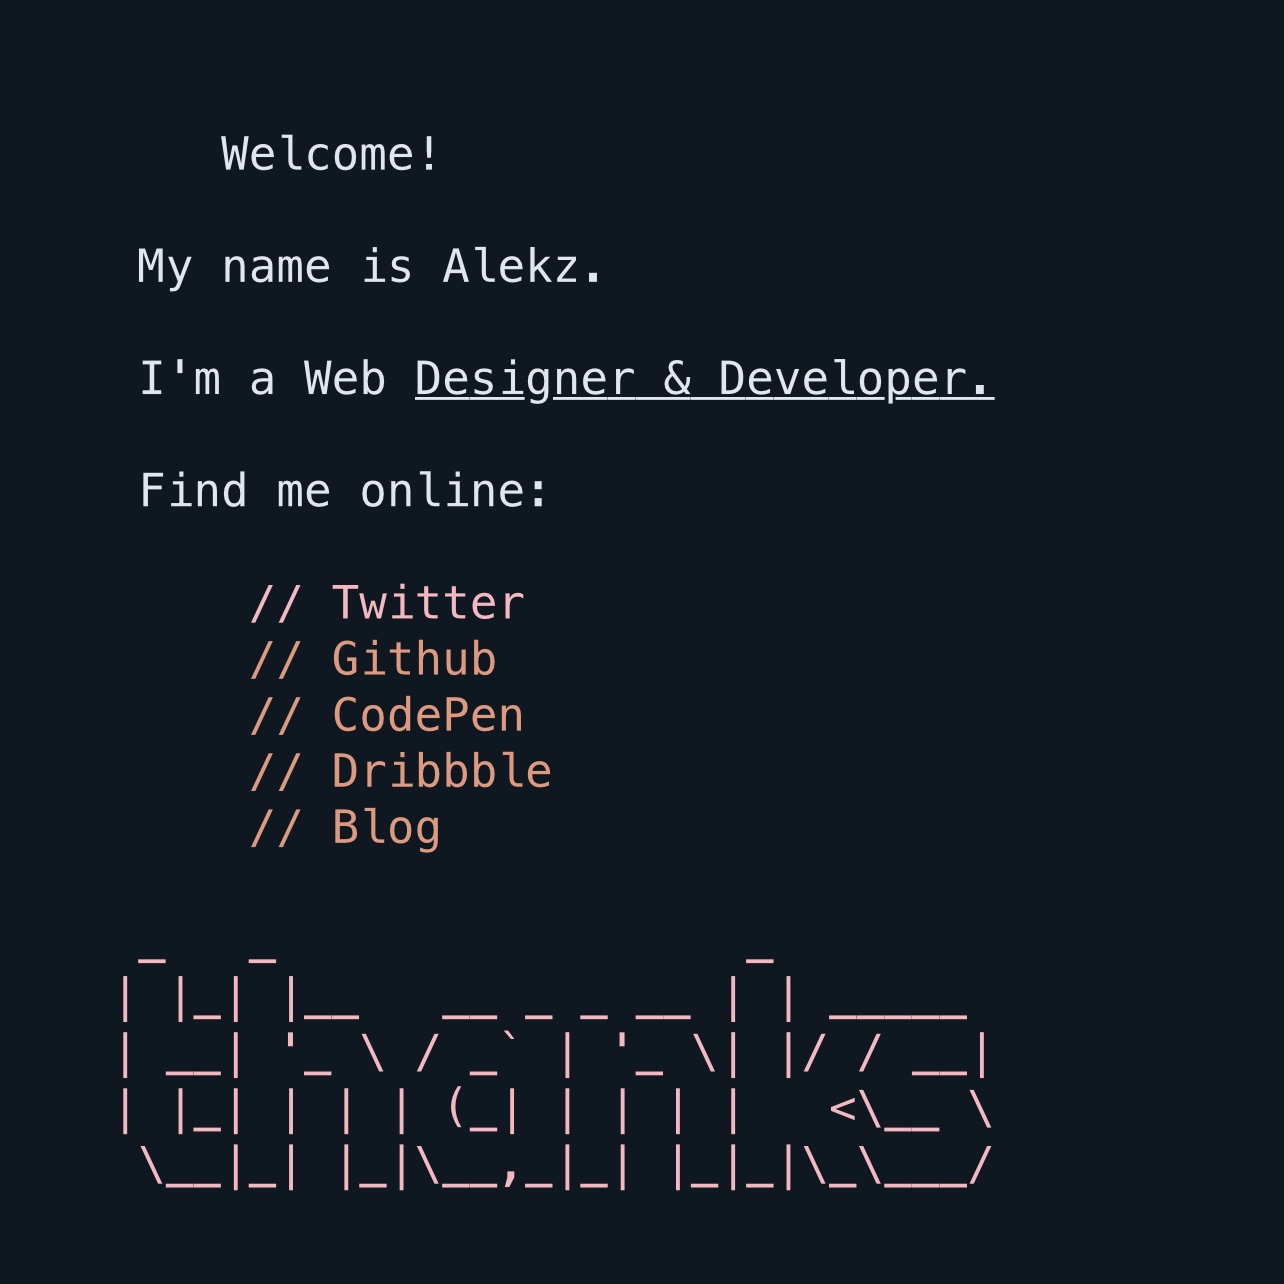 Welcome!
My name is Alekz.
I'm a Web Designer & Developer.
Find me online:
// Twitter
// Github
// CodePen
// Dribbble
// Blog
thanks